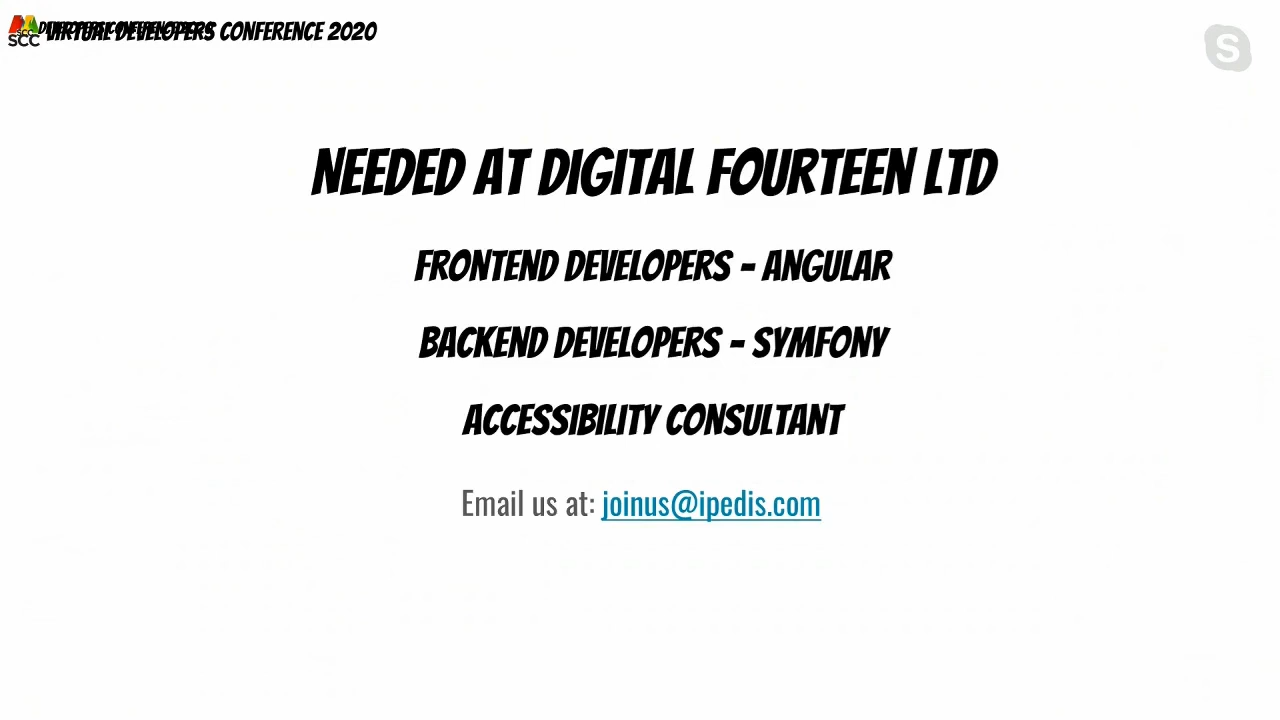 VIRTUAL DEVELOPERS CONFERENCE 2020
SCC
S
NEEDED AT DIGITAL FOURTEEN LTD
FRONTEND DEVELOPERS - ANGULAR
BACKEND DEVELOPERS - SYMFONY
ACCESSIBILITY CONSULTANT
Email us at: joinus@ipedis.com